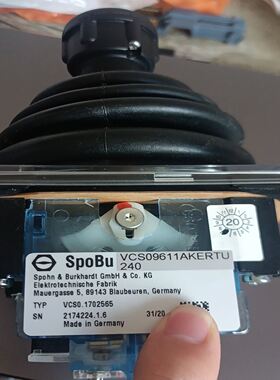 SpoBu
VCS09611AKERTU
240
Spohn & Burkhardt GmbH & Co. KG
Elektrotechnische Fabrik
Mauergasse 5, 89143 Blaubeuren, Germany
TYP VCS0.1702565
SN 2174224.1.6 31/20
Made in Germany
20